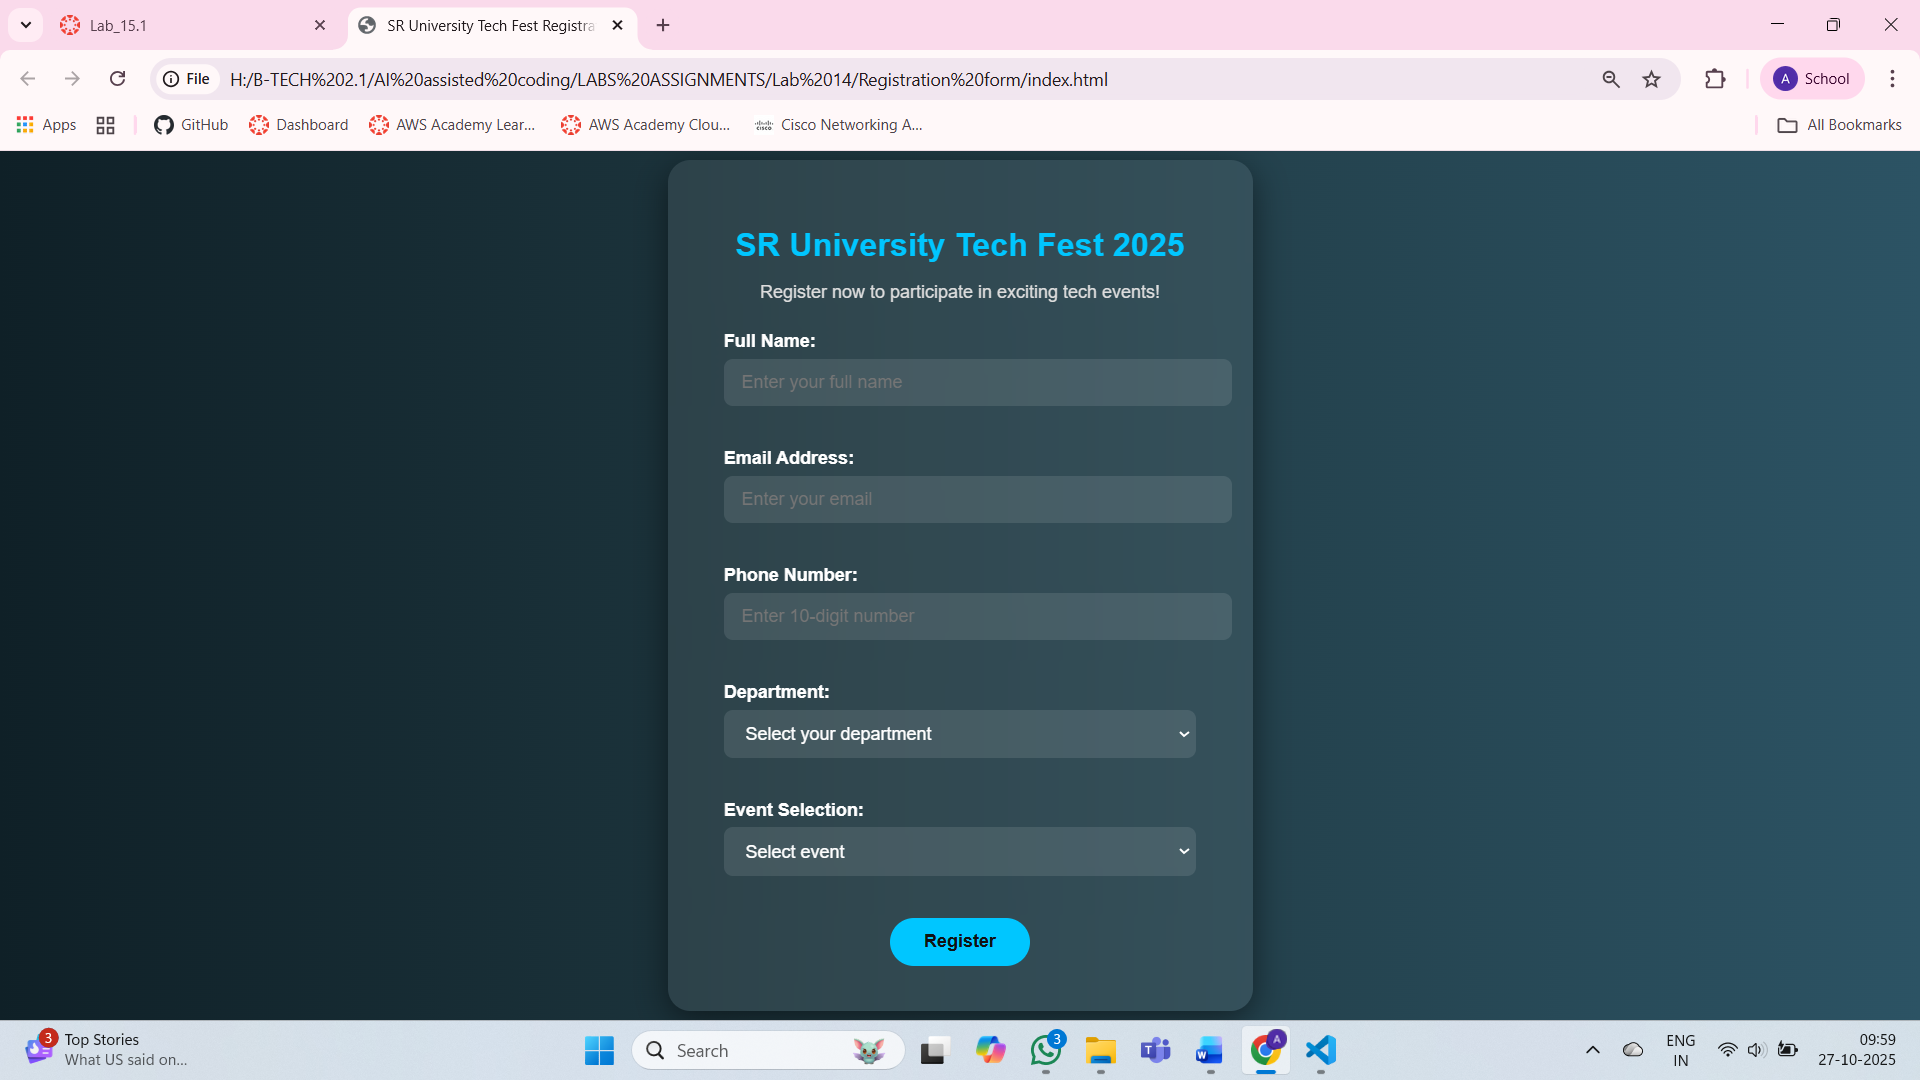 Lab_15.1
SR University Tech Fest Registra
File
H:/B-TECH%202.1/AI%20assisted%20coding/LABS%20ASSIGNMENTS/Lab%2014/Registration%20form/index.html
A
School
Apps
GitHub
Dashboard
AWS Academy Lear...
AWS Academy Clou...
CISCO
Cisco Networking A...
All Bookmarks
SR University Tech Fest 2025
Register now to participate in exciting tech events!
Full Name:
Enter your full name
Email Address:
Enter your email
Phone Number:
Enter 10-digit number
Department:
Select your department
Event Selection:
Select event
Register
3
Top Stories
What US said on...
Search
3
T
W
A
ENG
IN
09:59
27-10-2025